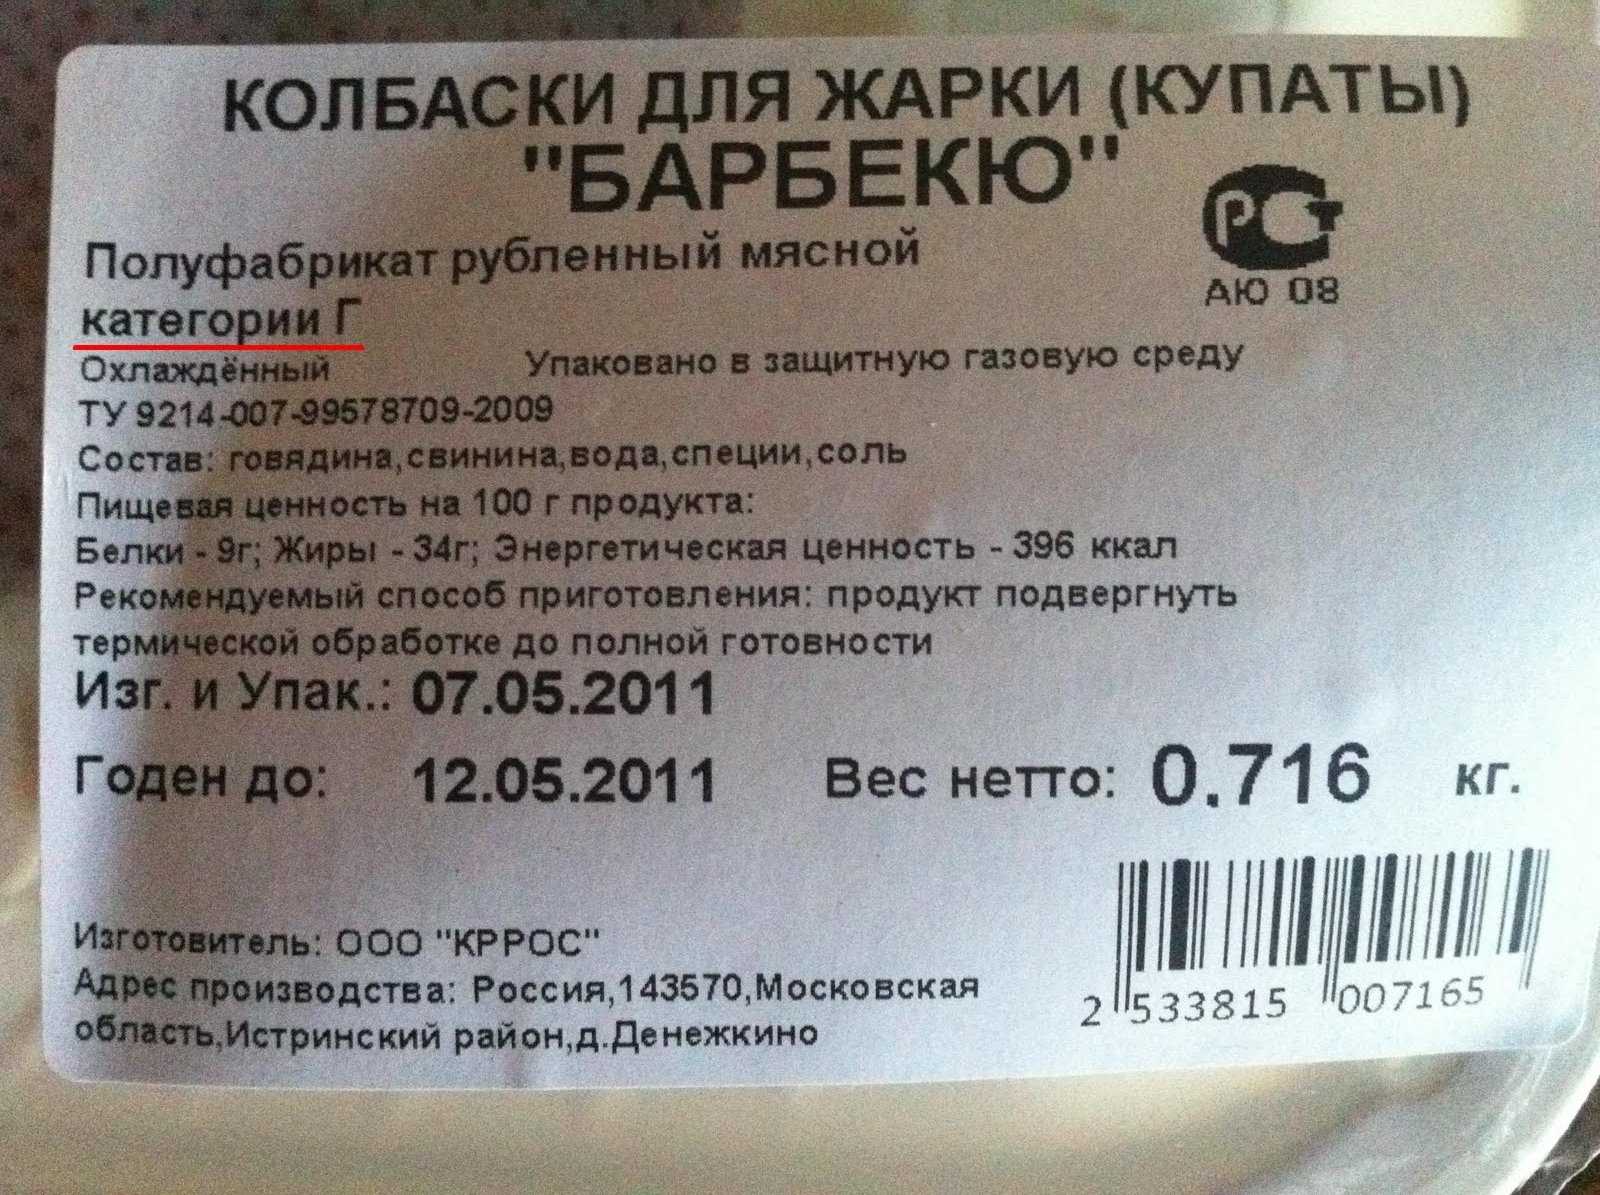 КОЛБАСКИ ДЛЯ ЖАРКИ (КУПАТЫ)
"БАРБЕКЮ"
РСТ
АЮ 08
Полуфабрикат рубленный мясной
категории Г
Охлаждённый Упаковано в защитную газовую среду
ТУ 9214-007-99578709-2009
Состав: говядина,свинина,вода,специи,соль
Пищевая ценность на 100 г продукта:
Белки - 9г; Жиры - 34г; Энергетическая ценность - 396 ккал
Рекомендуемый способ приготовления: продукт подвергнуть
термической обработке до полной готовности
Изг. и Упак.: 07.05.2011
Годен до: 12.05.2011 Вес нетто: 0.716 кг.
Изготовитель: ООО "КРРОС"
Адрес производства: Россия,143570,Московская
область,Истринский район,д.Денежкино
2 533815 007165